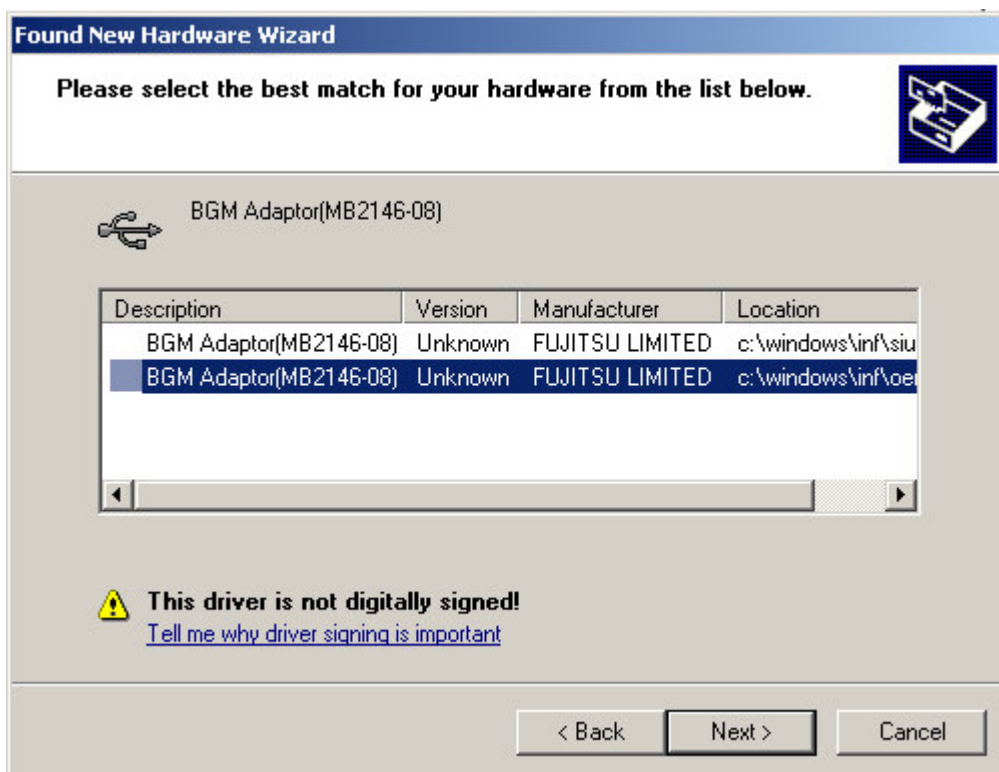 Found New Hardware Wizard
Please select the best match for your hardware from the list below.
BGM Adaptor(MB2146-08)
Description Version Manufacturer Location
BGM Adaptor(MB2146-08) Unknown FUJITSU LIMITED c:\windows\inf\siu
BGM Adaptor(MB2146-08) Unknown FUJITSU LIMITED c:\windows\inf\oer
This driver is not digitally signed!
Tell me why driver signing is important
< Back Next > Cancel